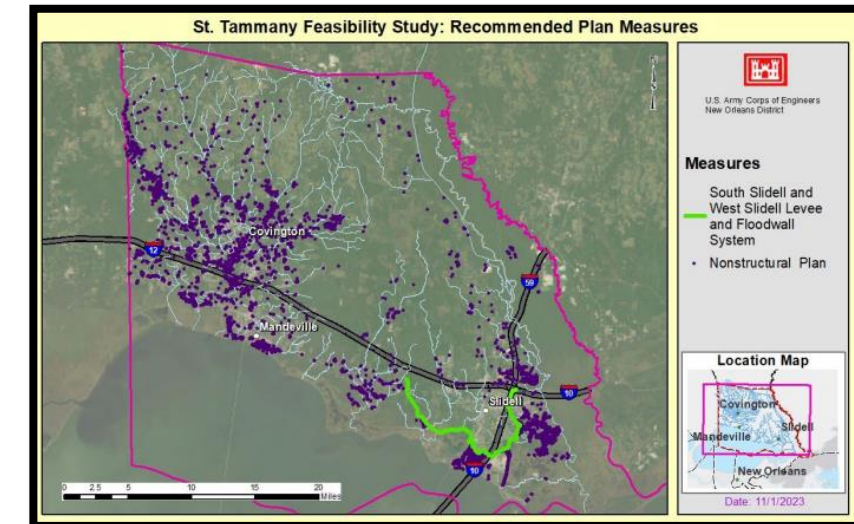 St. Tammany Feasibility Study: Recommended Plan Measures
U.S. Army Corps of Engineers
New Orleans District
Measures
South Slidell and
West Slidell Levee
and Floodwall
System
Nonstructural Plan
Covington
12
59
Mandeville
10
Slidell
10
0 2.5 5 10 15 20
Miles
Location Map
Covington
Mandeville
Slidell
New Orleans
Date: 11/1/2023